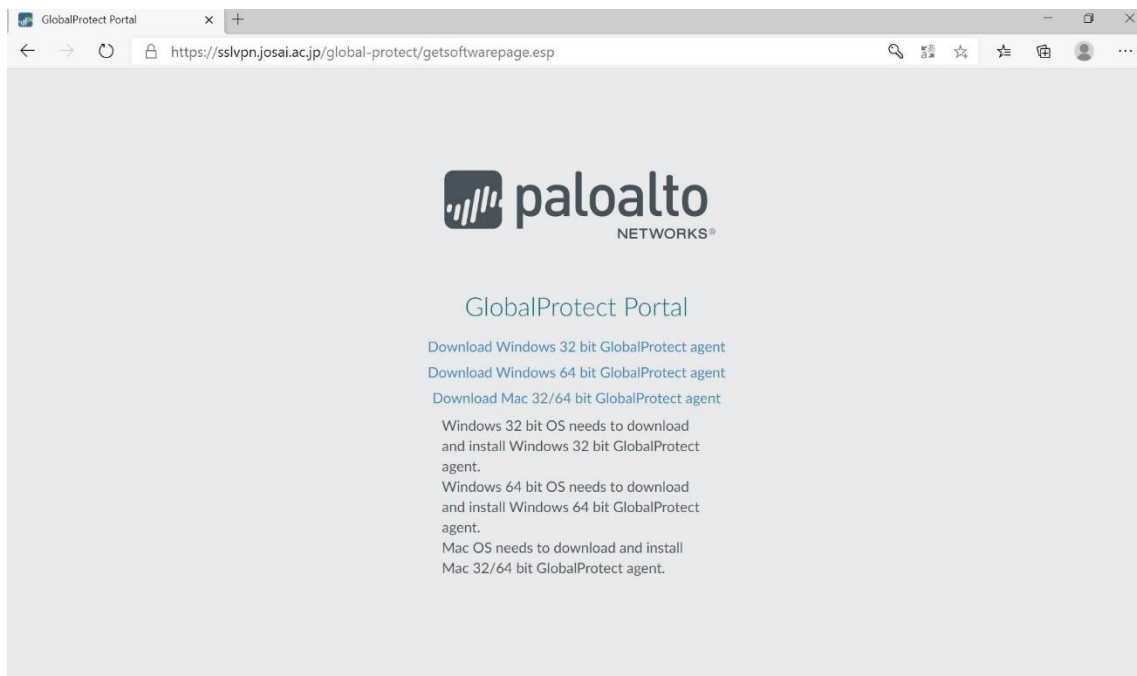 GlobalProtect Portal
https://sslvpn.josai.ac.jp/global-protect/getsoftwarepage.esp
paloalto
NETWORKS®
GlobalProtect Portal
Download Windows 32 bit GlobalProtect agent
Download Windows 64 bit GlobalProtect agent
Download Mac 32/64 bit GlobalProtect agent
Windows 32 bit OS needs to download
and install Windows 32 bit GlobalProtect
agent.
Windows 64 bit OS needs to download
and install Windows 64 bit GlobalProtect
agent.
Mac OS needs to download and install
Mac 32/64 bit GlobalProtect agent.